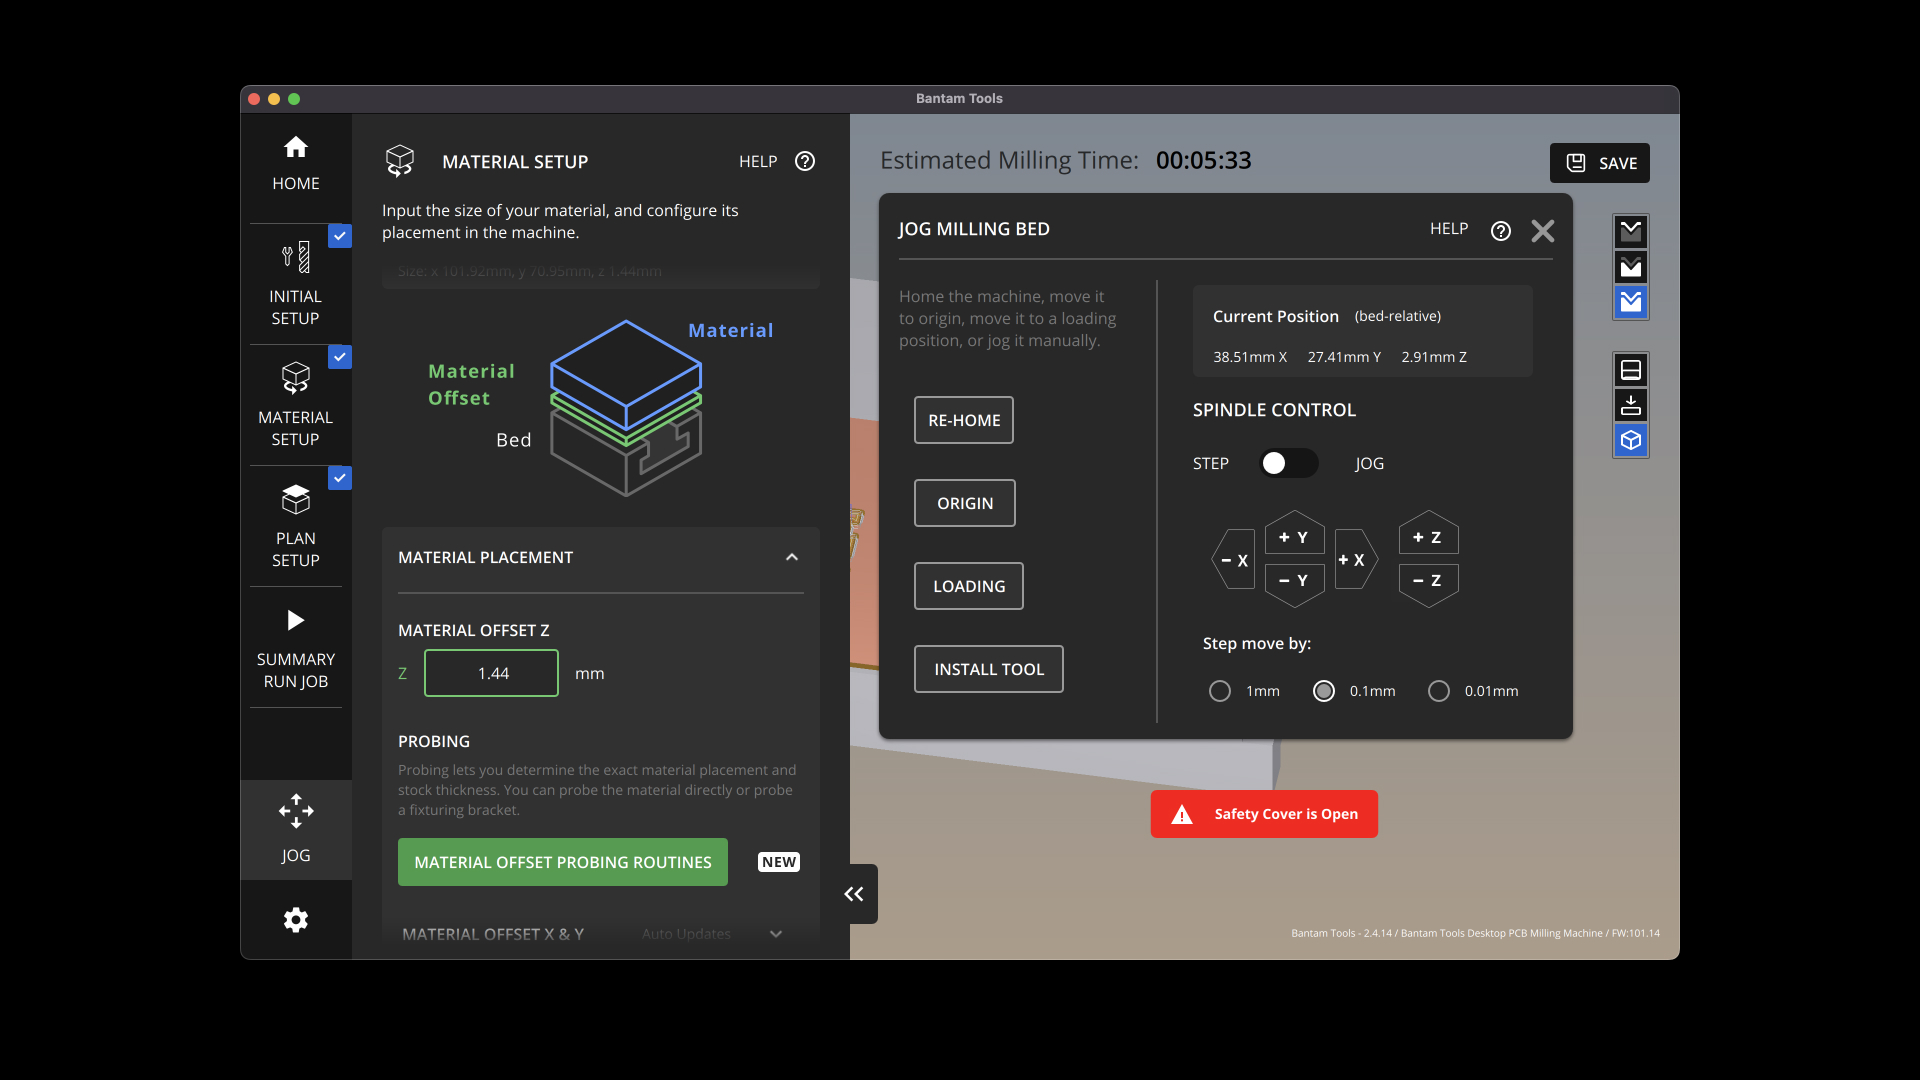 Bantam Tools
HOME
INITIAL
SETUP
MATERIAL
SETUP
PLAN
SETUP
SUMMARY
RUN JOB
JOG
MATERIAL SETUP
HELP
Input the size of your material, and configure its
placement in the machine.
Size: x 101.92mm, y 70.95mm, z 1.44mm
Material
Material
Offset
Bed
MATERIAL PLACEMENT
MATERIAL OFFSET Z
Z 1.44 mm
PROBING
Probing lets you determine the exact material placement and
stock thickness. You can probe the material directly or probe
a fixturing bracket.
MATERIAL OFFSET PROBING ROUTINES
NEW
MATERIAL OFFSET X & Y Auto Updates
Estimated Milling Time: 00:05:33
SAVE
JOG MILLING BED
HELP
Home the machine, move it
to origin, move it to a loading
position, or jog it manually.
RE-HOME
ORIGIN
LOADING
INSTALL TOOL
Current Position (bed-relative)
38.51mm X 27.41mm Y 2.91mm Z
SPINDLE CONTROL
STEP JOG
+ Y
+ Z
− X
+ X
− Y
− Z
Step move by:
1mm 0.1mm 0.01mm
Safety Cover is Open
Bantam Tools - 2.4.14 / Bantam Tools Desktop PCB Milling Machine / FW:101.14